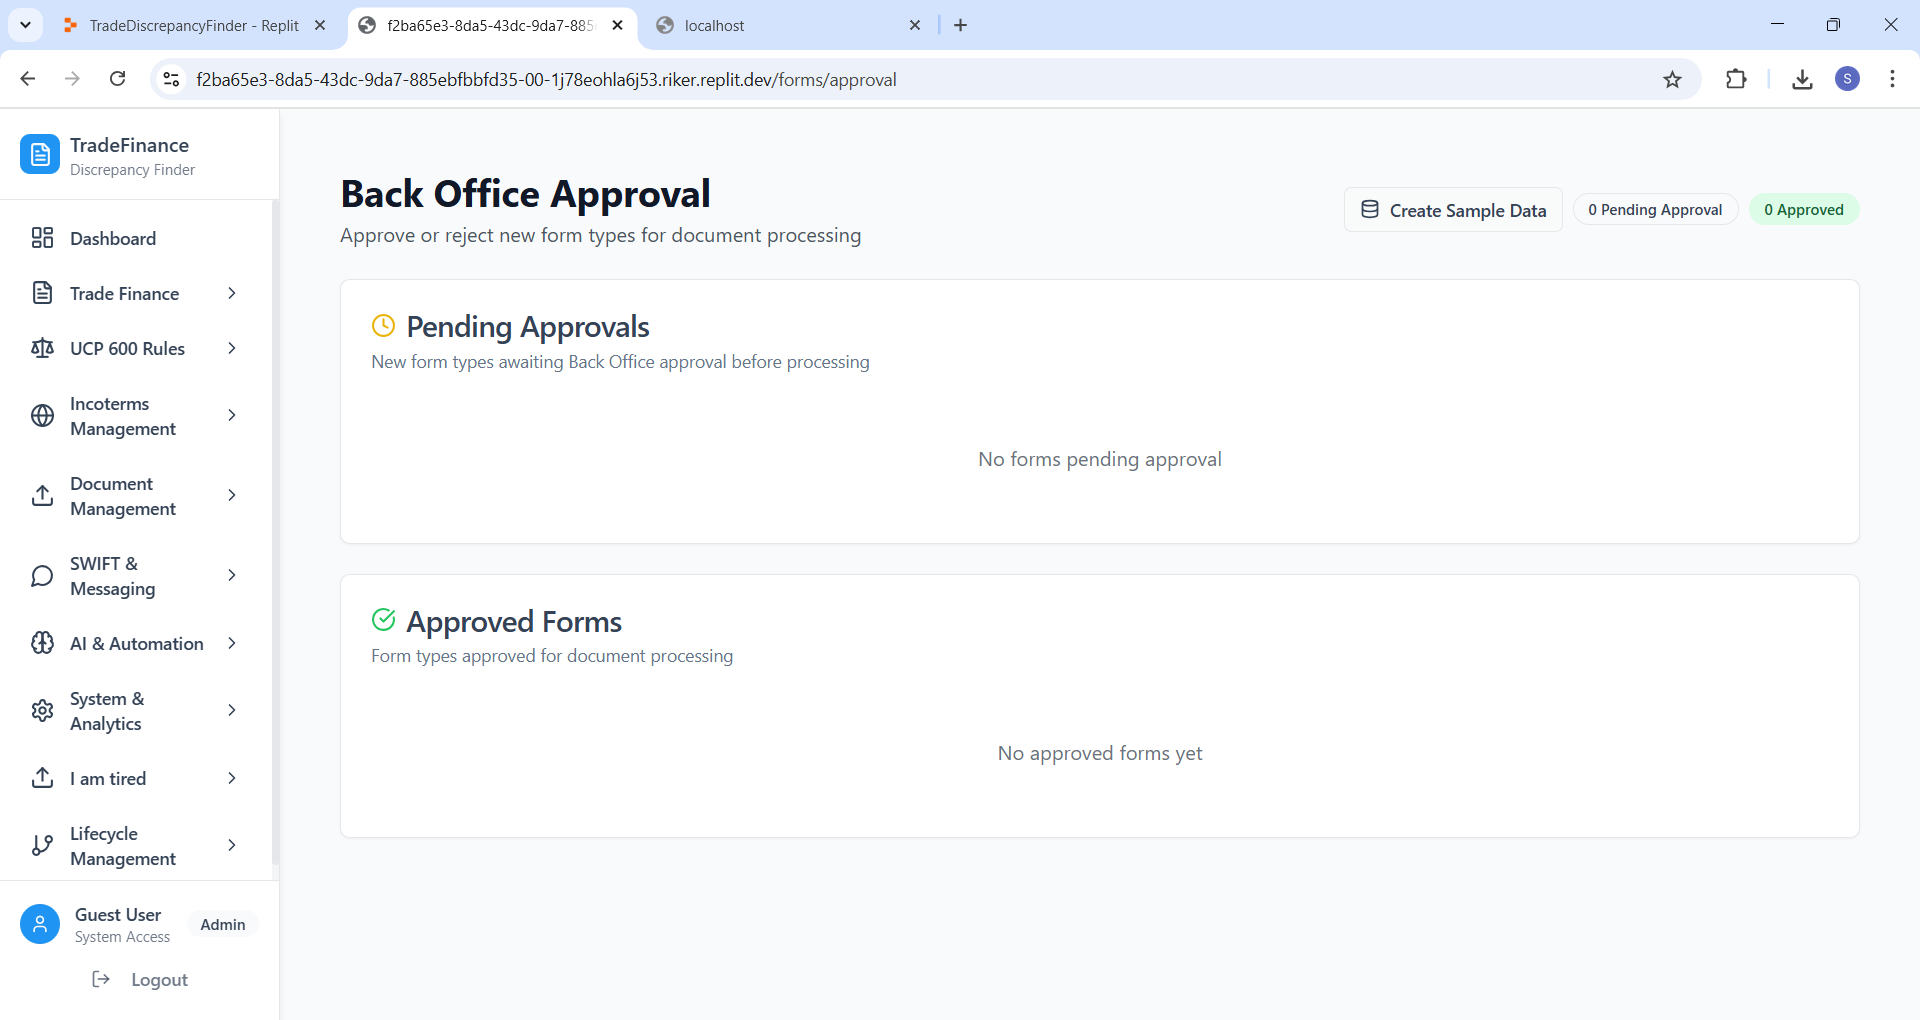 TradeDiscrepancyFinder - Replit
f2ba65e3-8da5-43dc-9da7-885
localhost
f2ba65e3-8da5-43dc-9da7-885ebfbbfd35-00-1j78eohla6j53.riker.replit.dev/forms/approval
S
TradeFinance
Discrepancy Finder
Dashboard
Trade Finance
UCP 600 Rules
Incoterms
Management
Document
Management
SWIFT &
Messaging
AI & Automation
System &
Analytics
I am tired
Lifecycle
Management
Guest User
System Access
Admin
Logout
Back Office Approval
Approve or reject new form types for document processing
Create Sample Data
0 Pending Approval
0 Approved
Pending Approvals
New form types awaiting Back Office approval before processing
No forms pending approval
Approved Forms
Form types approved for document processing
No approved forms yet